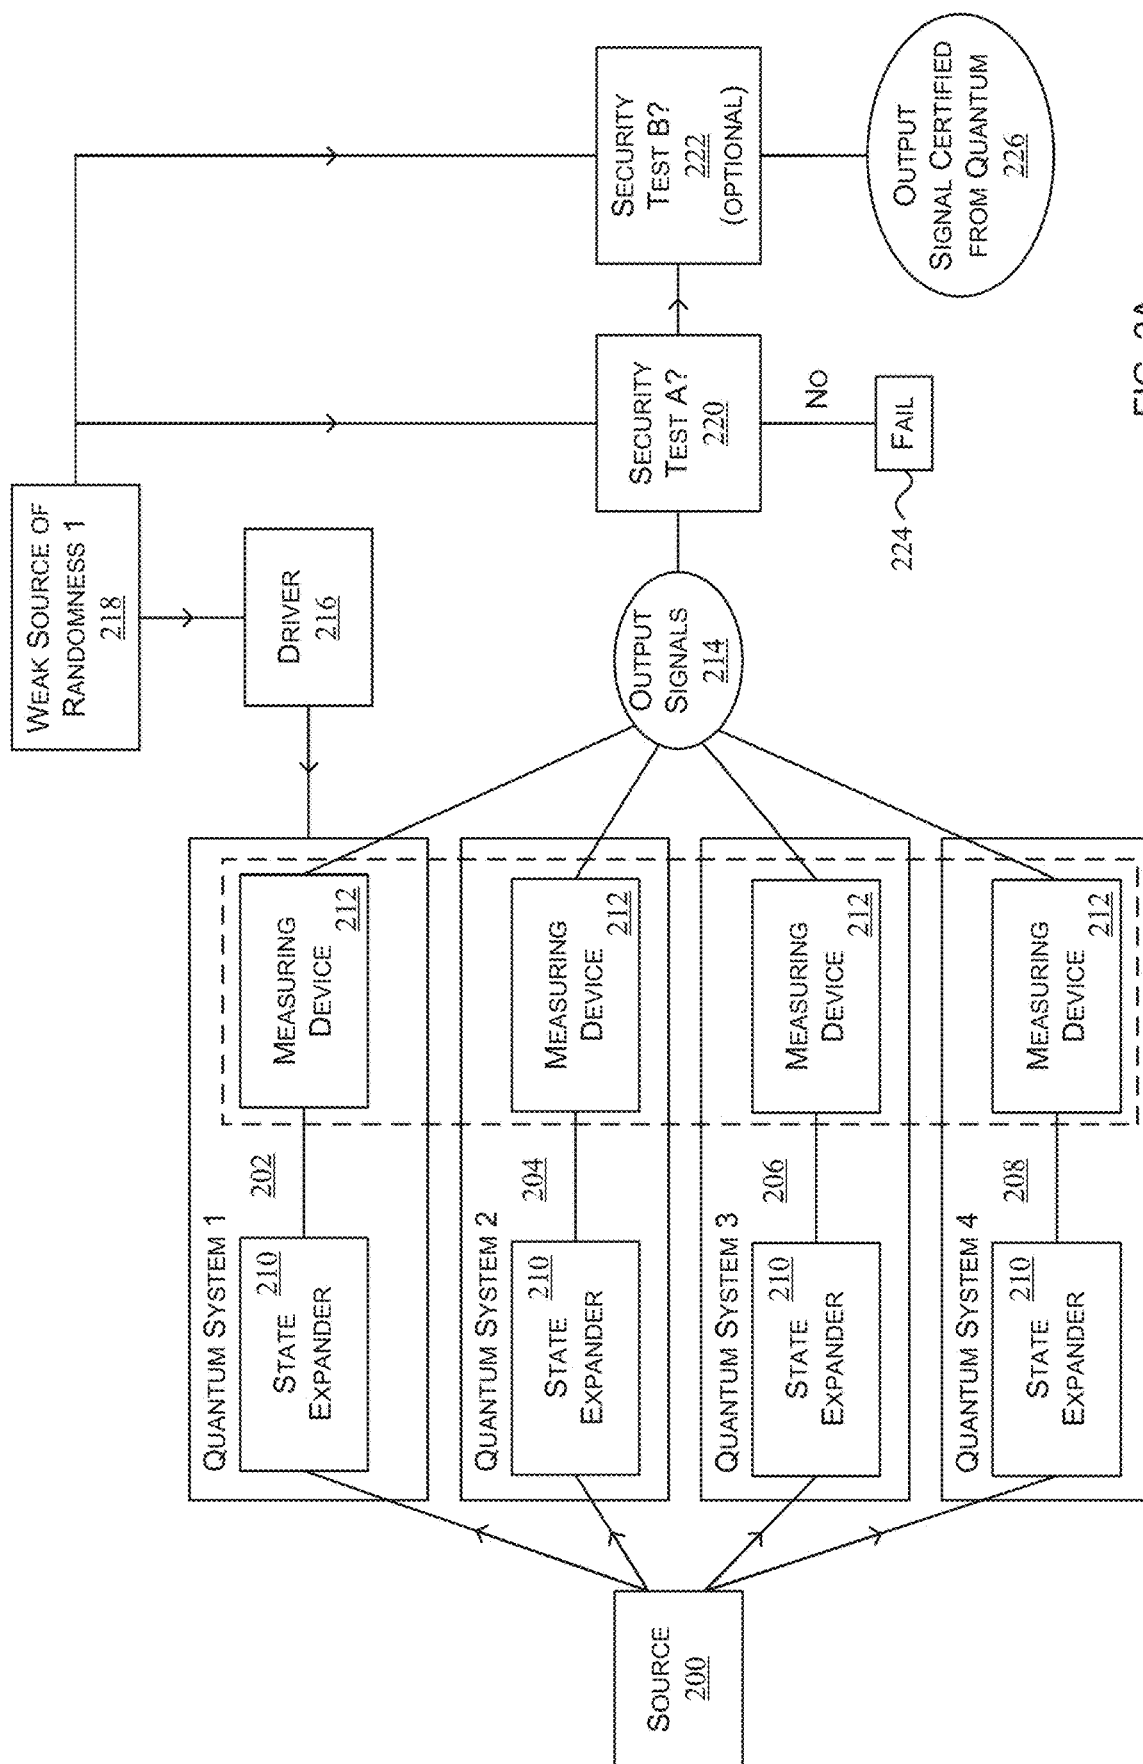 WEAK SOURCE OF
RANDOMNESS 1
218
DRIVER
216
QUANTUM SYSTEM 1
202
210
STATE
EXPANDER
MEASURING
DEVICE
212
QUANTUM SYSTEM 2
204
210
STATE
EXPANDER
MEASURING
DEVICE
212
QUANTUM SYSTEM 3
206
210
STATE
EXPANDER
MEASURING
DEVICE
212
QUANTUM SYSTEM 4
208
210
STATE
EXPANDER
MEASURING
DEVICE
212
SOURCE
200
OUTPUT
SIGNALS
214
SECURITY
TEST A?
220
SECURITY
TEST B?
222
(OPTIONAL)
NO
224
FAIL
OUTPUT
SIGNAL CERTIFIED
FROM QUANTUM
226
FIG.